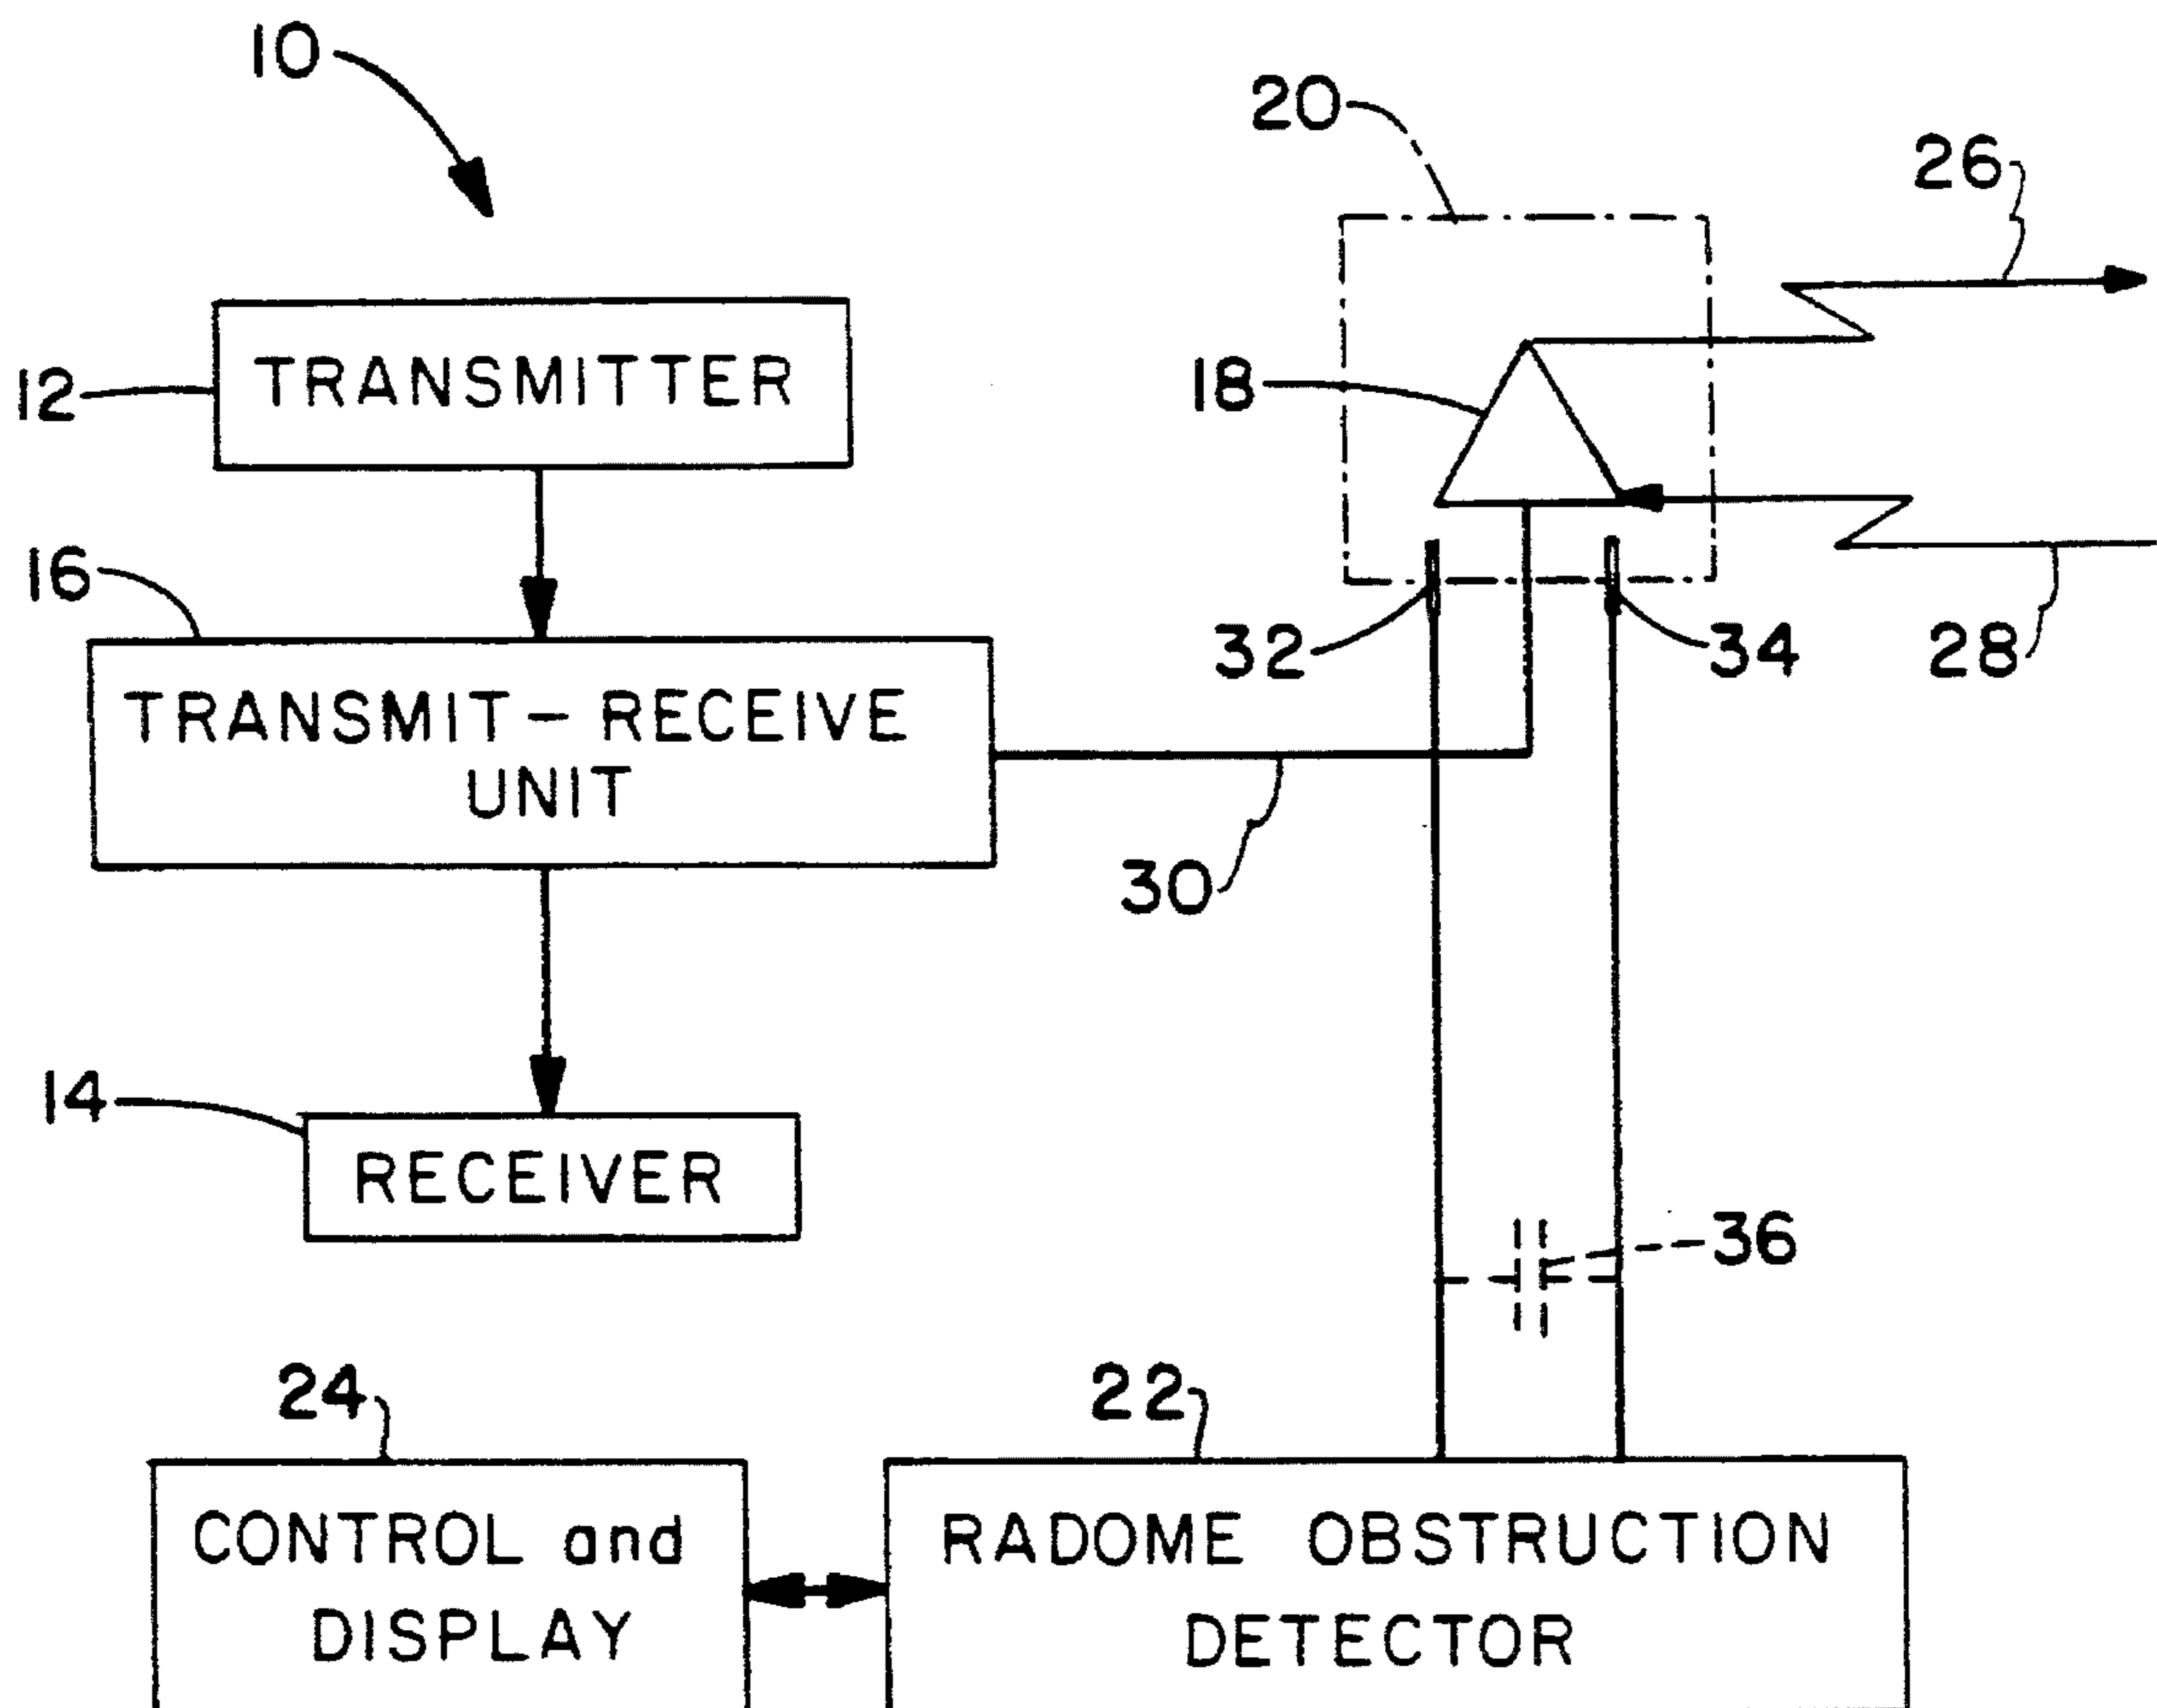 10
20
26
12
TRANSMITTER
18
16
TRANSMIT – RECEIVE
UNIT
32
34
28
30
14
RECEIVER
36
24
22
CONTROL and
DISPLAY
RADOME OBSTRUCTION
DETECTOR